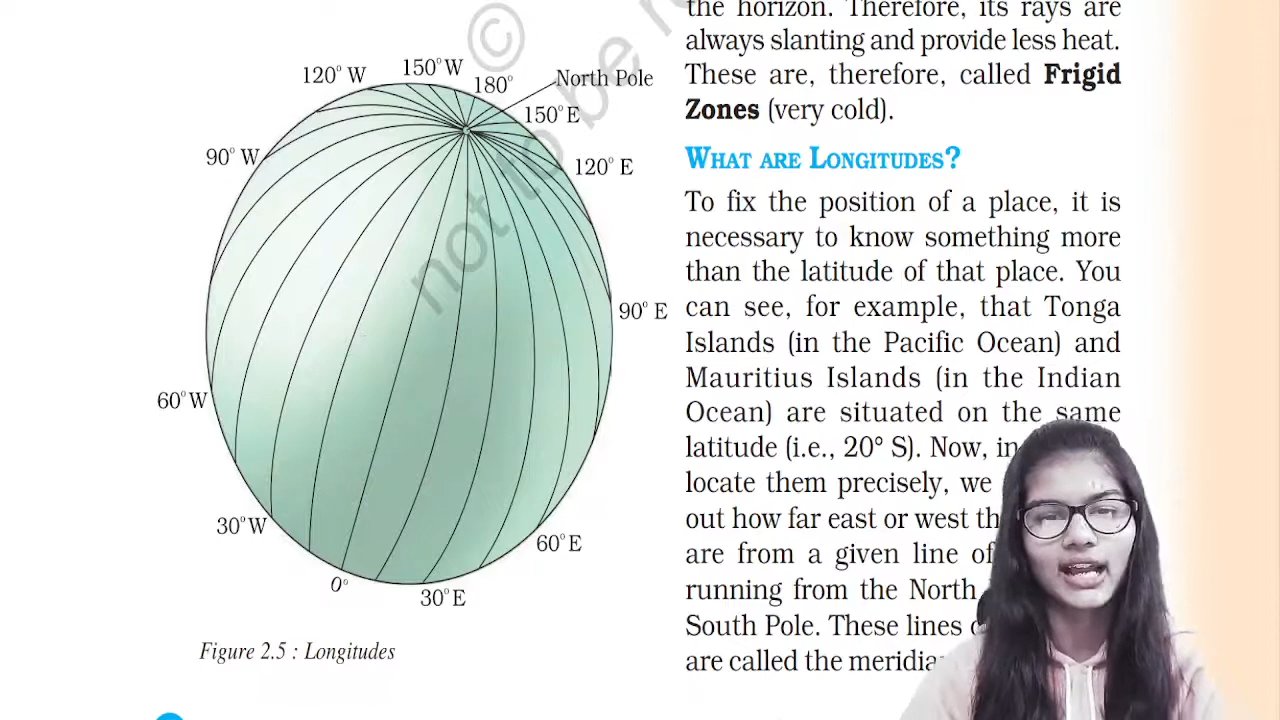 120° W
150° W
180°
North Pole
150° E
90° W
120° E
90° E
60° W
30° W
60° E
0°
30° E
Figure 2.5 : Longitudes
© not to be re
the horizon. Therefore, its rays are
always slanting and provide less heat.
These are, therefore, called Frigid
Zones (very cold).
WHAT ARE LONGITUDES?
To fix the position of a place, it is
necessary to know something more
than the latitude of that place. You
can see, for example, that Tonga
Islands (in the Pacific Ocean) and
Mauritius Islands (in the Indian
Ocean) are situated on the same
latitude (i.e., 20° S). Now, in
locate them precisely, we
out how far east or west th
are from a given line of
running from the North
South Pole. These lines
are called the meridia